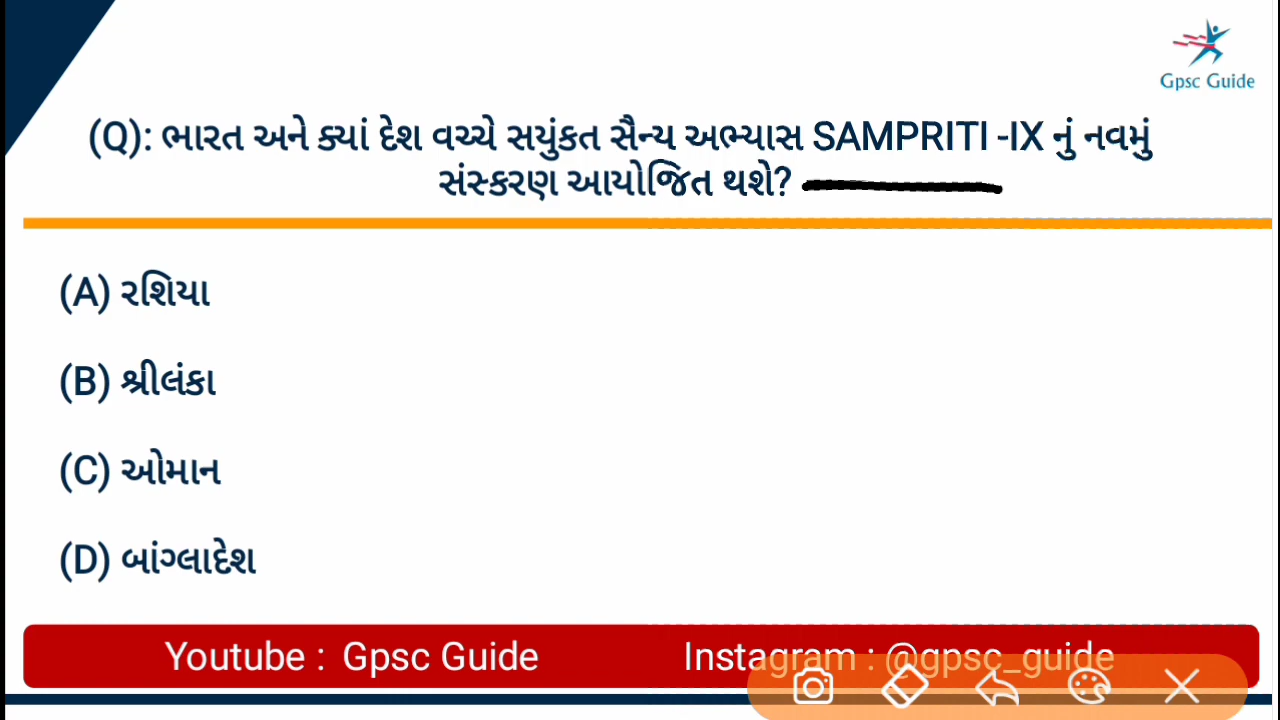 Gpsc Guide
(Q): ભારત અને ક્યાં દેશ વચ્ચે સયુંકત સૈન્ય અભ્યાસ SAMPRITI -IX નું નવમું
સંસ્કરણ આયોજિત થશે?
(A) રશિયા
(B) શ્રીલંકા
(C) ઓમાન
(D) બાંગ્લાદેશ
Youtube : Gpsc Guide
Instagram : @gpsc_guide